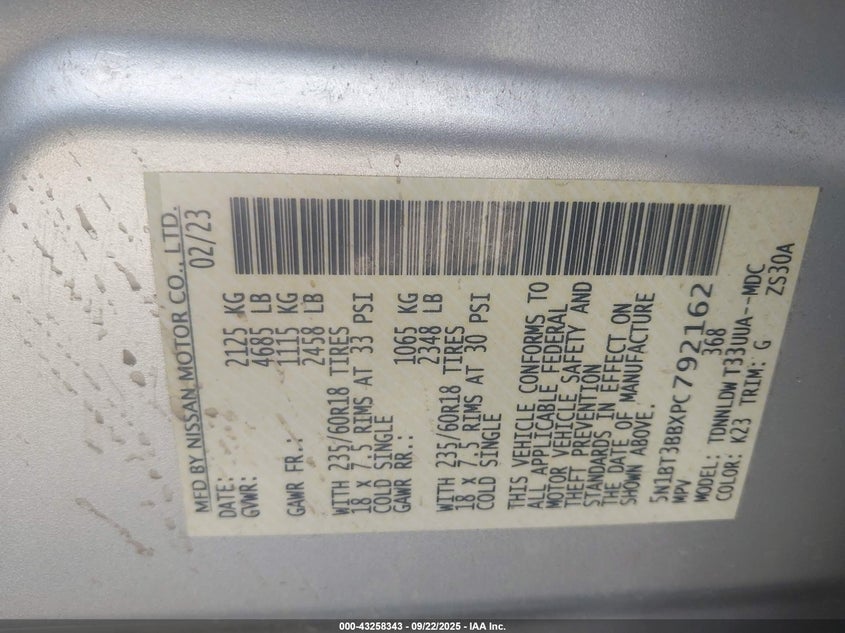 MFD BY NISSAN MOTOR CO., LTD.
DATE: 02/23
GVWR: 2125 KG
4685 LB
GAWR FR.: 1115 KG
2458 LB
WITH 235/60R18 TIRES
18 X 7.5 RIMS AT 33 PSI
COLD SINGLE
GAWR RR.: 1065 KG
2348 LB
WITH 235/60R18 TIRES
18 X 7.5 RIMS AT 30 PSI
COLD SINGLE
THIS VEHICLE CONFORMS TO
ALL APPLICABLE FEDERAL
MOTOR VEHICLE SAFETY AND
THEFT PREVENTION
STANDARDS IN EFFECT ON
THE DATE OF MANUFACTURE
SHOWN ABOVE.
5N1BT3BBXPC792162
MPV 368
MODEL: TDNNLDW T33UUA--MDC
COLOR: K23 TRIM: G ZS30A
000-43258343 - 09/22/2025 - IAA Inc.